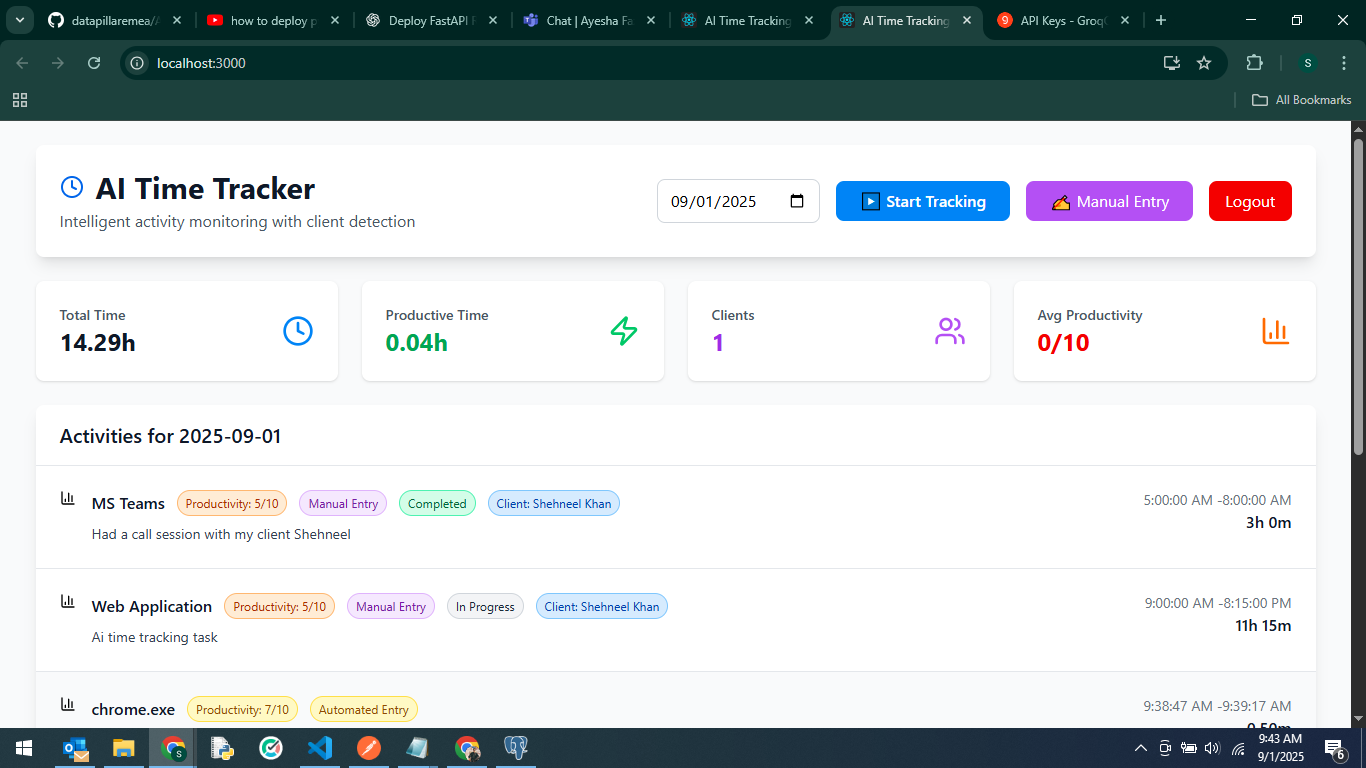 datapillaremea/A
how to deploy p
Deploy FastAPI F
Chat | Ayesha Fa
AI Time Tracking
AI Time Tracking
API Keys - GroqC
localhost:3000
S
All Bookmarks
AI Time Tracker
Intelligent activity monitoring with client detection
09/01/2025
Start Tracking
Manual Entry
Logout
Total Time
14.29h
Productive Time
0.04h
Clients
1
Avg Productivity
0/10
Activities for 2025-09-01
MS Teams Productivity: 5/10 Manual Entry Completed Client: Shehneel Khan
5:00:00 AM -8:00:00 AM
3h 0m
Had a call session with my client Shehneel
Web Application Productivity: 5/10 Manual Entry In Progress Client: Shehneel Khan
9:00:00 AM -8:15:00 PM
11h 15m
Ai time tracking task
chrome.exe Productivity: 7/10 Automated Entry
9:38:47 AM -9:39:17 AM
9:43 AM
9/1/2025
6